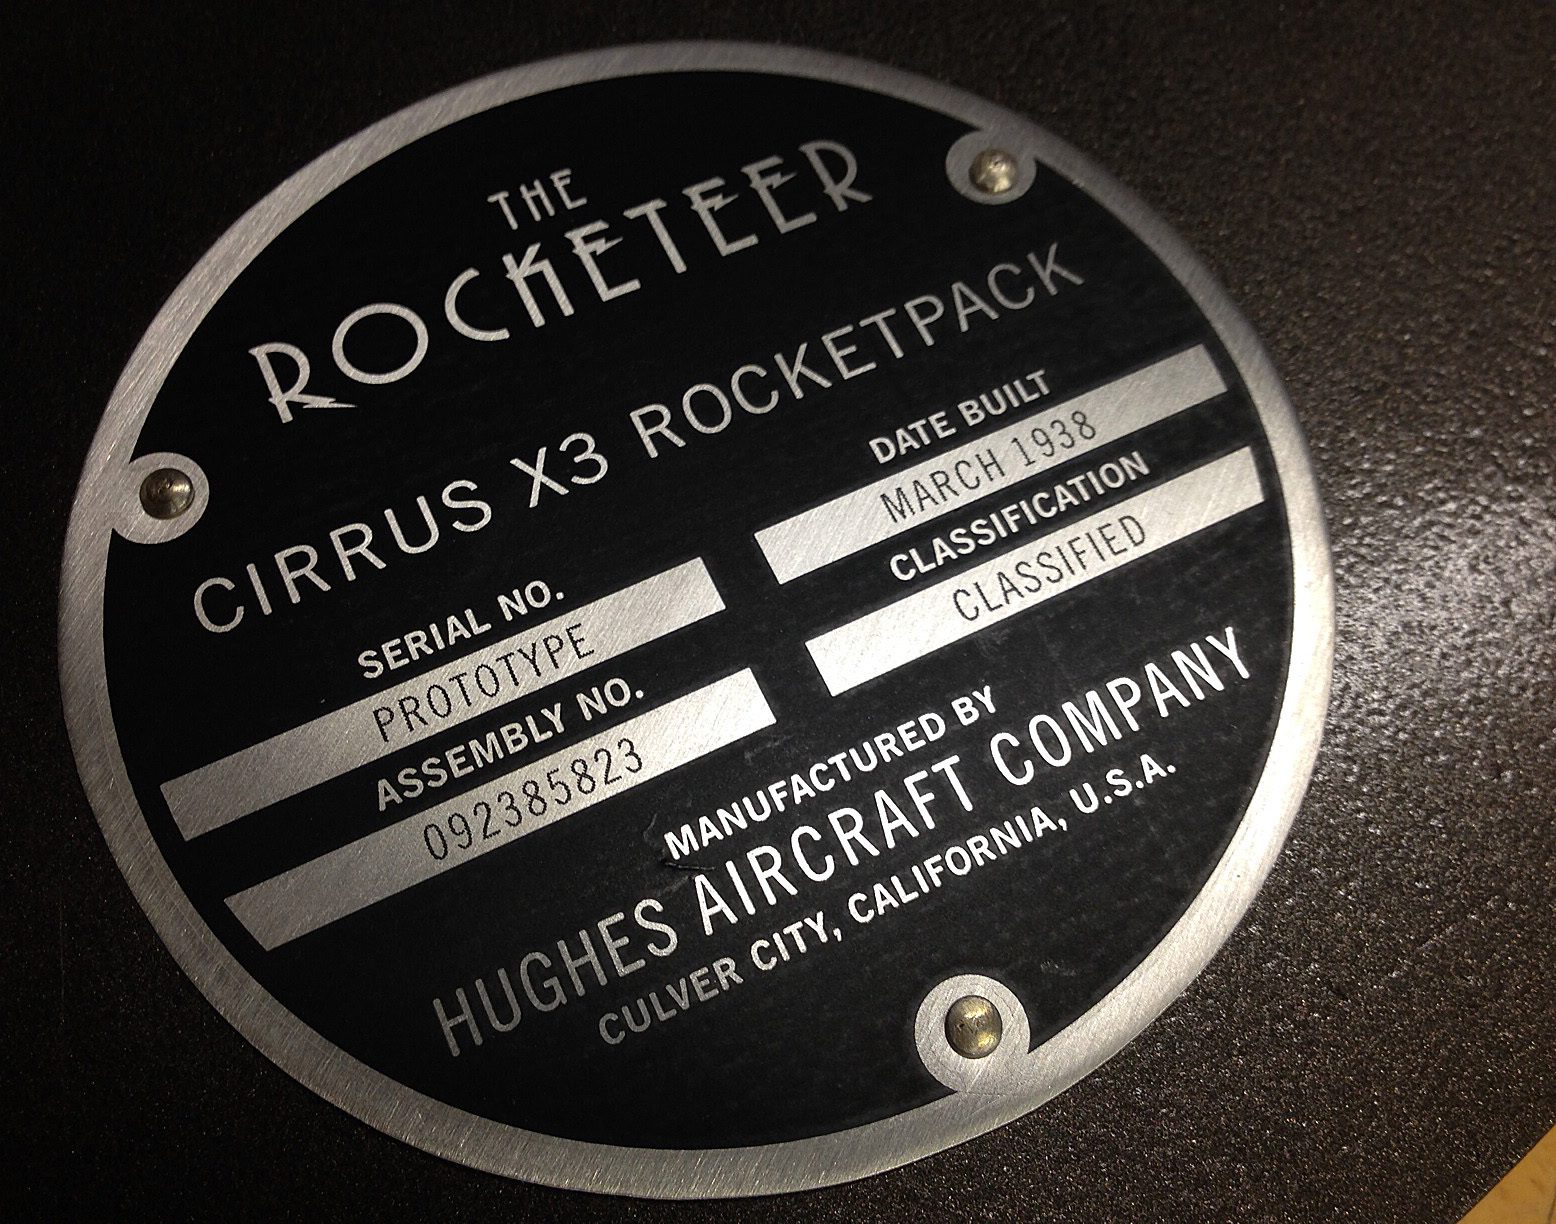 THE
ROCKETEER
CIRRUS X3 ROCKETPACK
SERIAL NO.
PROTOTYPE
ASSEMBLY NO.
092385823
DATE BUILT
MARCH 1938
CLASSIFICATION
CLASSIFIED
MANUFACTURED BY
HUGHES AIRCRAFT COMPANY
CULVER CITY, CALIFORNIA, U.S.A.